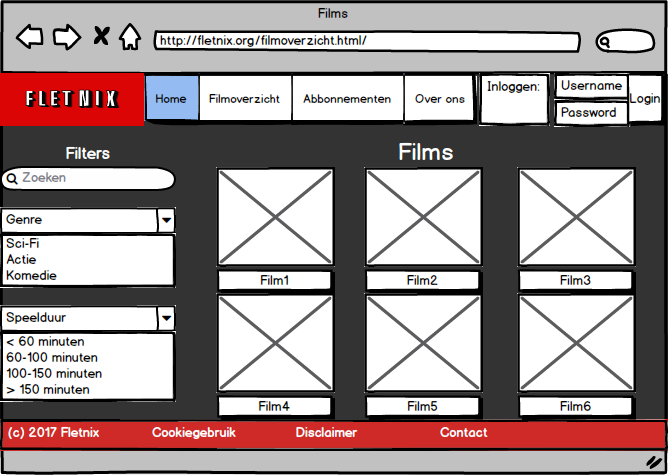 Films
http://fletnix.org/filmoverzicht.html/
FLETNIX
Home
Filmoverzicht
Abbonnementen
Over ons
Inloggen:
Username
Password
Login
Filters
Films
Zoeken
Genre
Sci-Fi
Actie
Komedie
Speelduur
< 60 minuten
60-100 minuten
100-150 minuten
> 150 minuten
Film1
Film2
Film3
Film4
Film5
Film6
(c) 2017 Fletnix
Cookiegebruik
Disclaimer
Contact